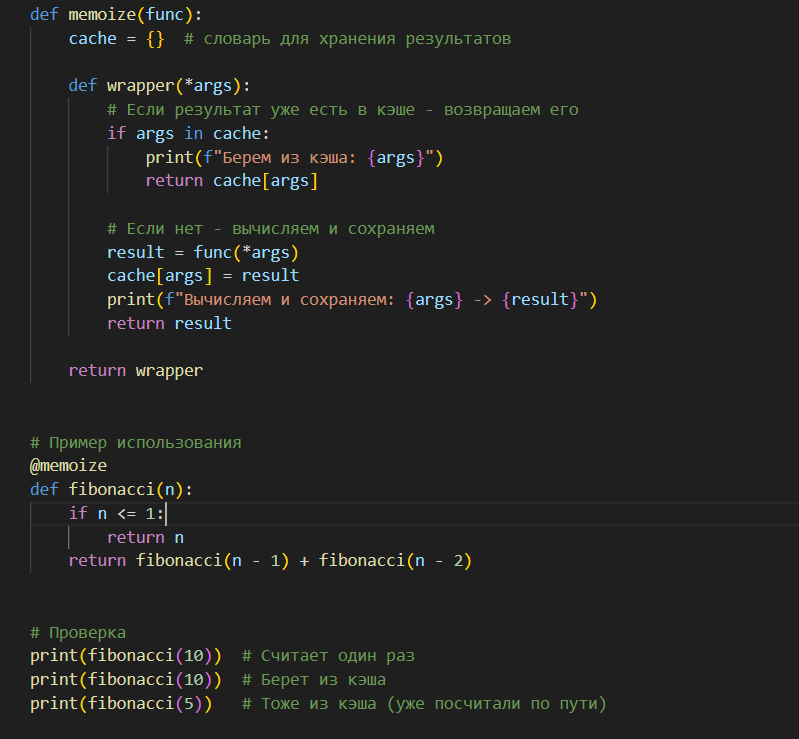 def memoize(func):
    cache = {}  # словарь для хранения результатов

    def wrapper(*args):
        # Если результат уже есть в кэше - возвращаем его
        if args in cache:
            print(f"Берем из кэша: {args}")
            return cache[args]

        # Если нет - вычисляем и сохраняем
        result = func(*args)
        cache[args] = result
        print(f"Вычисляем и сохраняем: {args} -> {result}")
        return result

    return wrapper


# Пример использования
@memoize
def fibonacci(n):
    if n <= 1:
        return n
    return fibonacci(n - 1) + fibonacci(n - 2)


# Проверка
print(fibonacci(10))  # Считает один раз
print(fibonacci(10))  # Берет из кэша
print(fibonacci(5))   # Тоже из кэша (уже посчитали по пути)